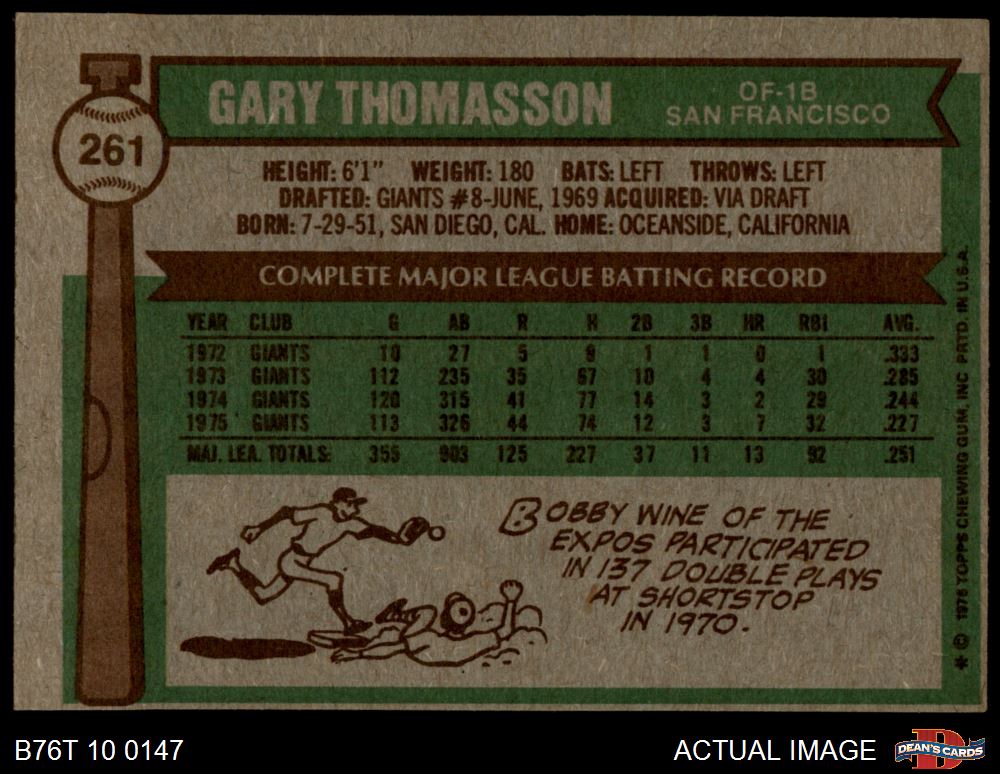 261
GARY THOMASSON
OF-1B
SAN FRANCISCO
HEIGHT: 6'1" WEIGHT: 180 BATS: LEFT THROWS: LEFT
DRAFTED: GIANTS #8-JUNE, 1969 ACQUIRED: VIA DRAFT
BORN: 7-29-51, SAN DIEGO, CAL. HOME: OCEANSIDE, CALIFORNIA
COMPLETE MAJOR LEAGUE BATTING RECORD
YEAR CLUB G AB R H 2B 3B HR RBI AVG.
1972 GIANTS 10 27 5 9 1 1 0 1 .333
1973 GIANTS 112 235 35 67 10 4 4 30 .285
1974 GIANTS 120 315 41 77 14 3 2 29 .244
1975 GIANTS 113 326 44 74 12 3 7 32 .227
MAJ. LEA. TOTALS: 355 903 125 227 37 11 13 92 .251
BOBBY WINE OF THE
EXPOS PARTICIPATED
IN 137 DOUBLE PLAYS
AT SHORTSTOP
IN 1970.
* © 1976 TOPPS CHEWING GUM, INC PRTD. IN U.S.A.
B76T 10 0147
ACTUAL IMAGE
D
DEAN'S CARDS